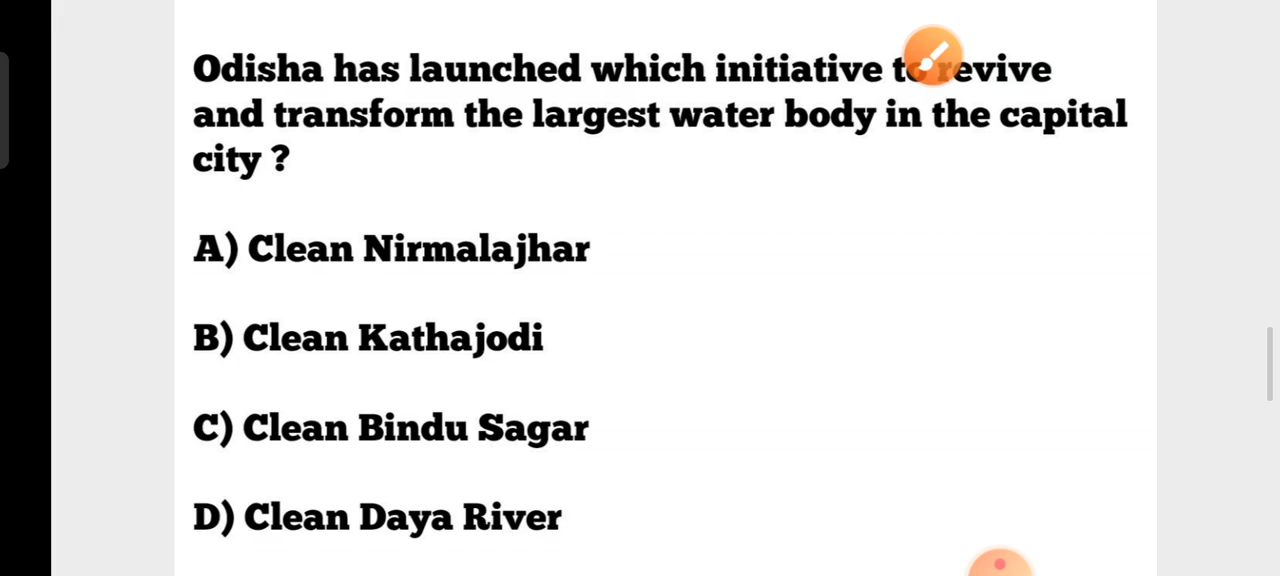 Odisha has launched which initiative to revive
and transform the largest water body in the capital
city ?
A) Clean Nirmalajhar
B) Clean Kathajodi
C) Clean Bindu Sagar
D) Clean Daya River